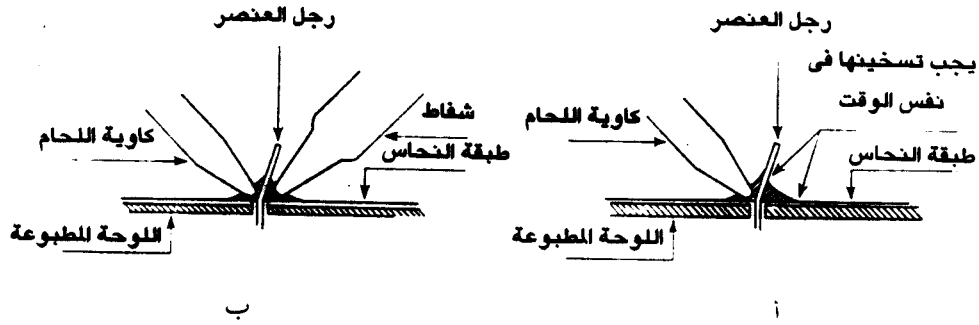 رجل العنصر
يجب تسخينها فى
نفس الوقت
كاوية اللحام
طبقة النحاس
اللوحة المطبوعة
أ
رجل العنصر
شفاط
كاوية اللحام
طبقة النحاس
اللوحة المطبوعة
ب